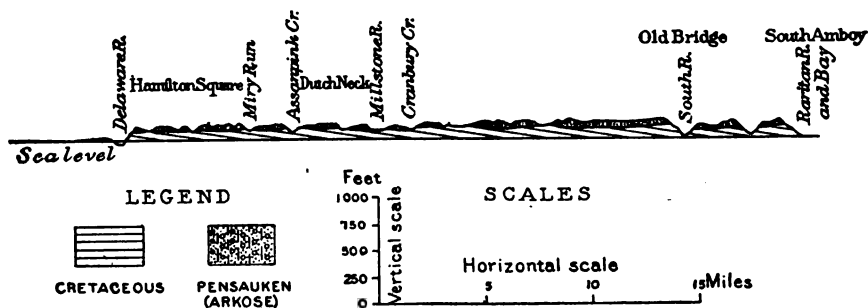 Delaware R.
Hamilton Square
Miry Run
Assanpink Cr.
Dutch Neck
Millstone R.
Cranbury Cr.
Old Bridge
South R.
South Amboy
Raritan R.
and Bay
Sea level
LEGEND
CRETACEOUS
PENSAUKEN
(ARKOSE)
SCALES
Feet
1000
750
500
250
0
Vertical scale
Horizontal scale
5
10
15 Miles